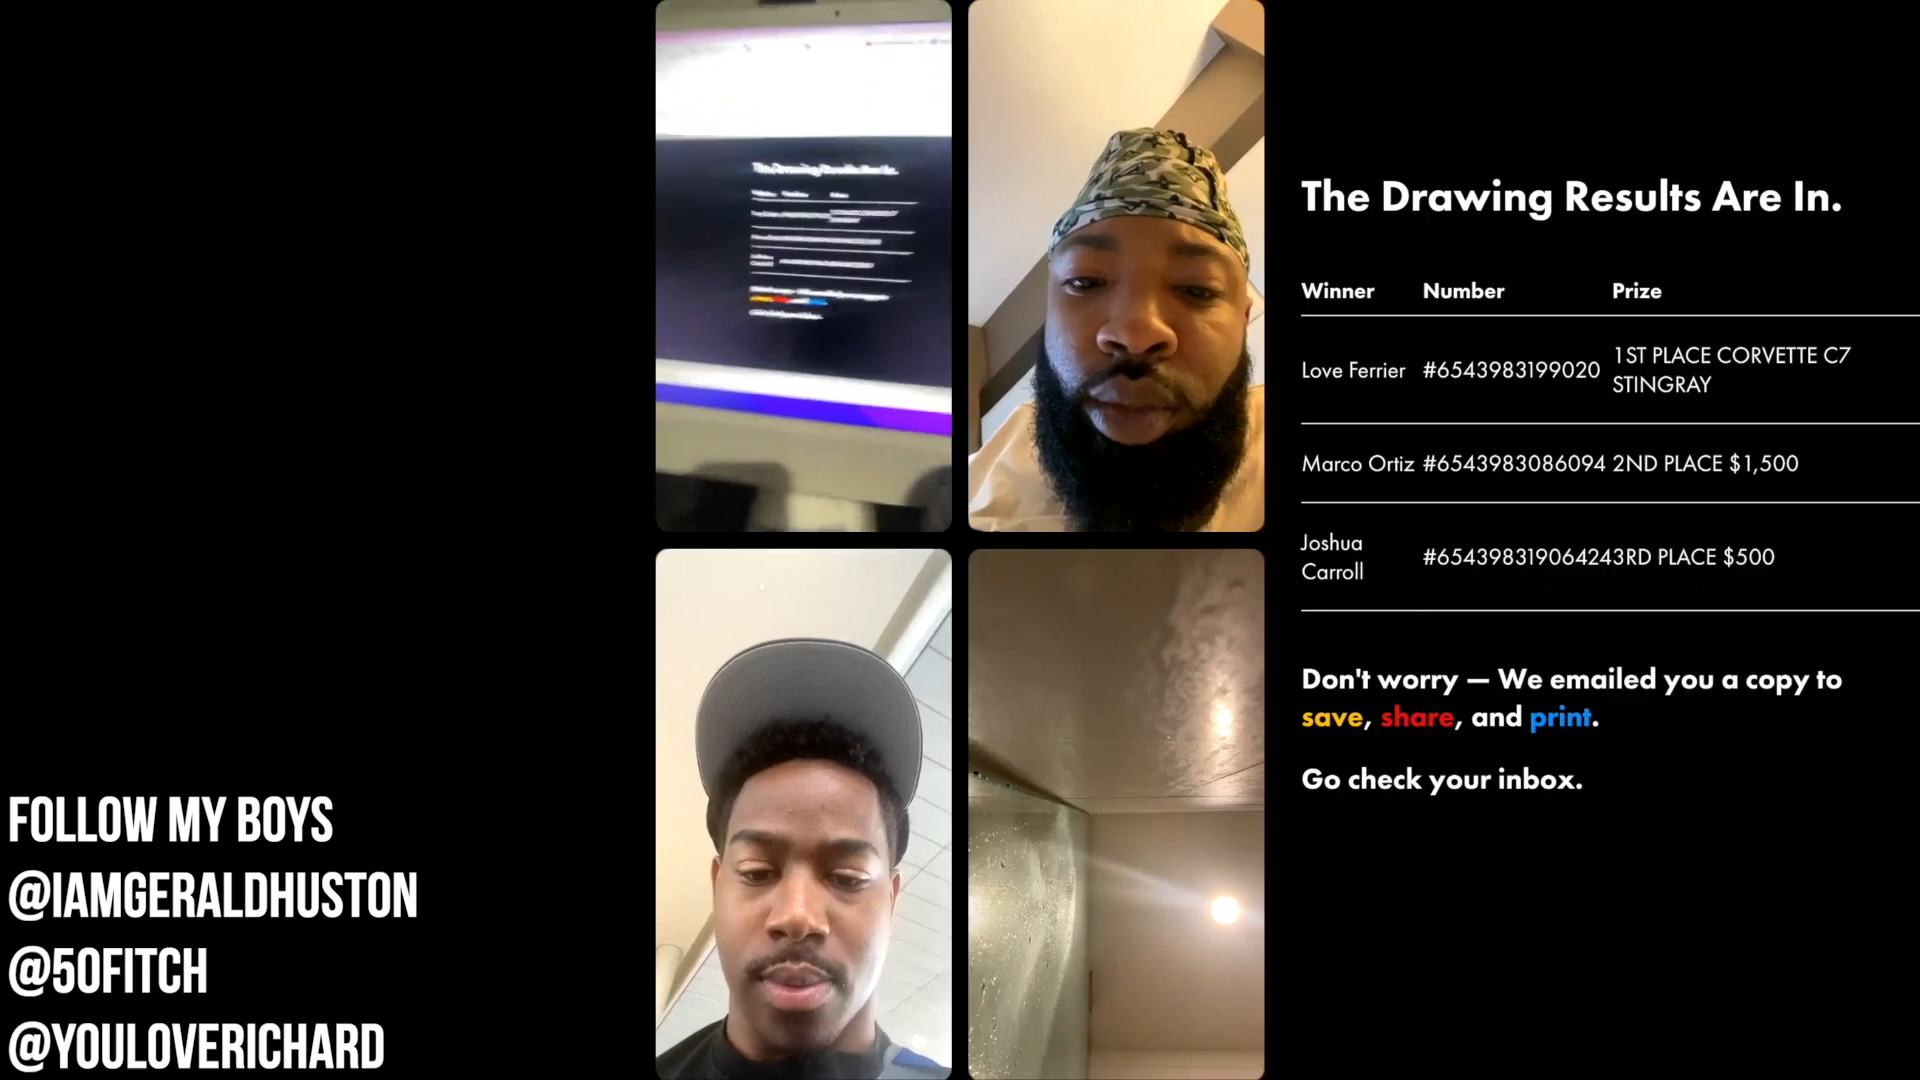 The Drawing Results Are In.
Winner Number Prize
Love Ferrier #6543983199020 1ST PLACE CORVETTE C7
STINGRAY
Marco Ortiz #6543983086094 2ND PLACE $1,500
Joshua
Carroll #654398319064243RD PLACE $500
Don't worry — We emailed you a copy to
save, share, and print.
Go check your inbox.
FOLLOW MY BOYS
@IAMGERALDHUSTON
@50FITCH
@YOULOVERICHARD